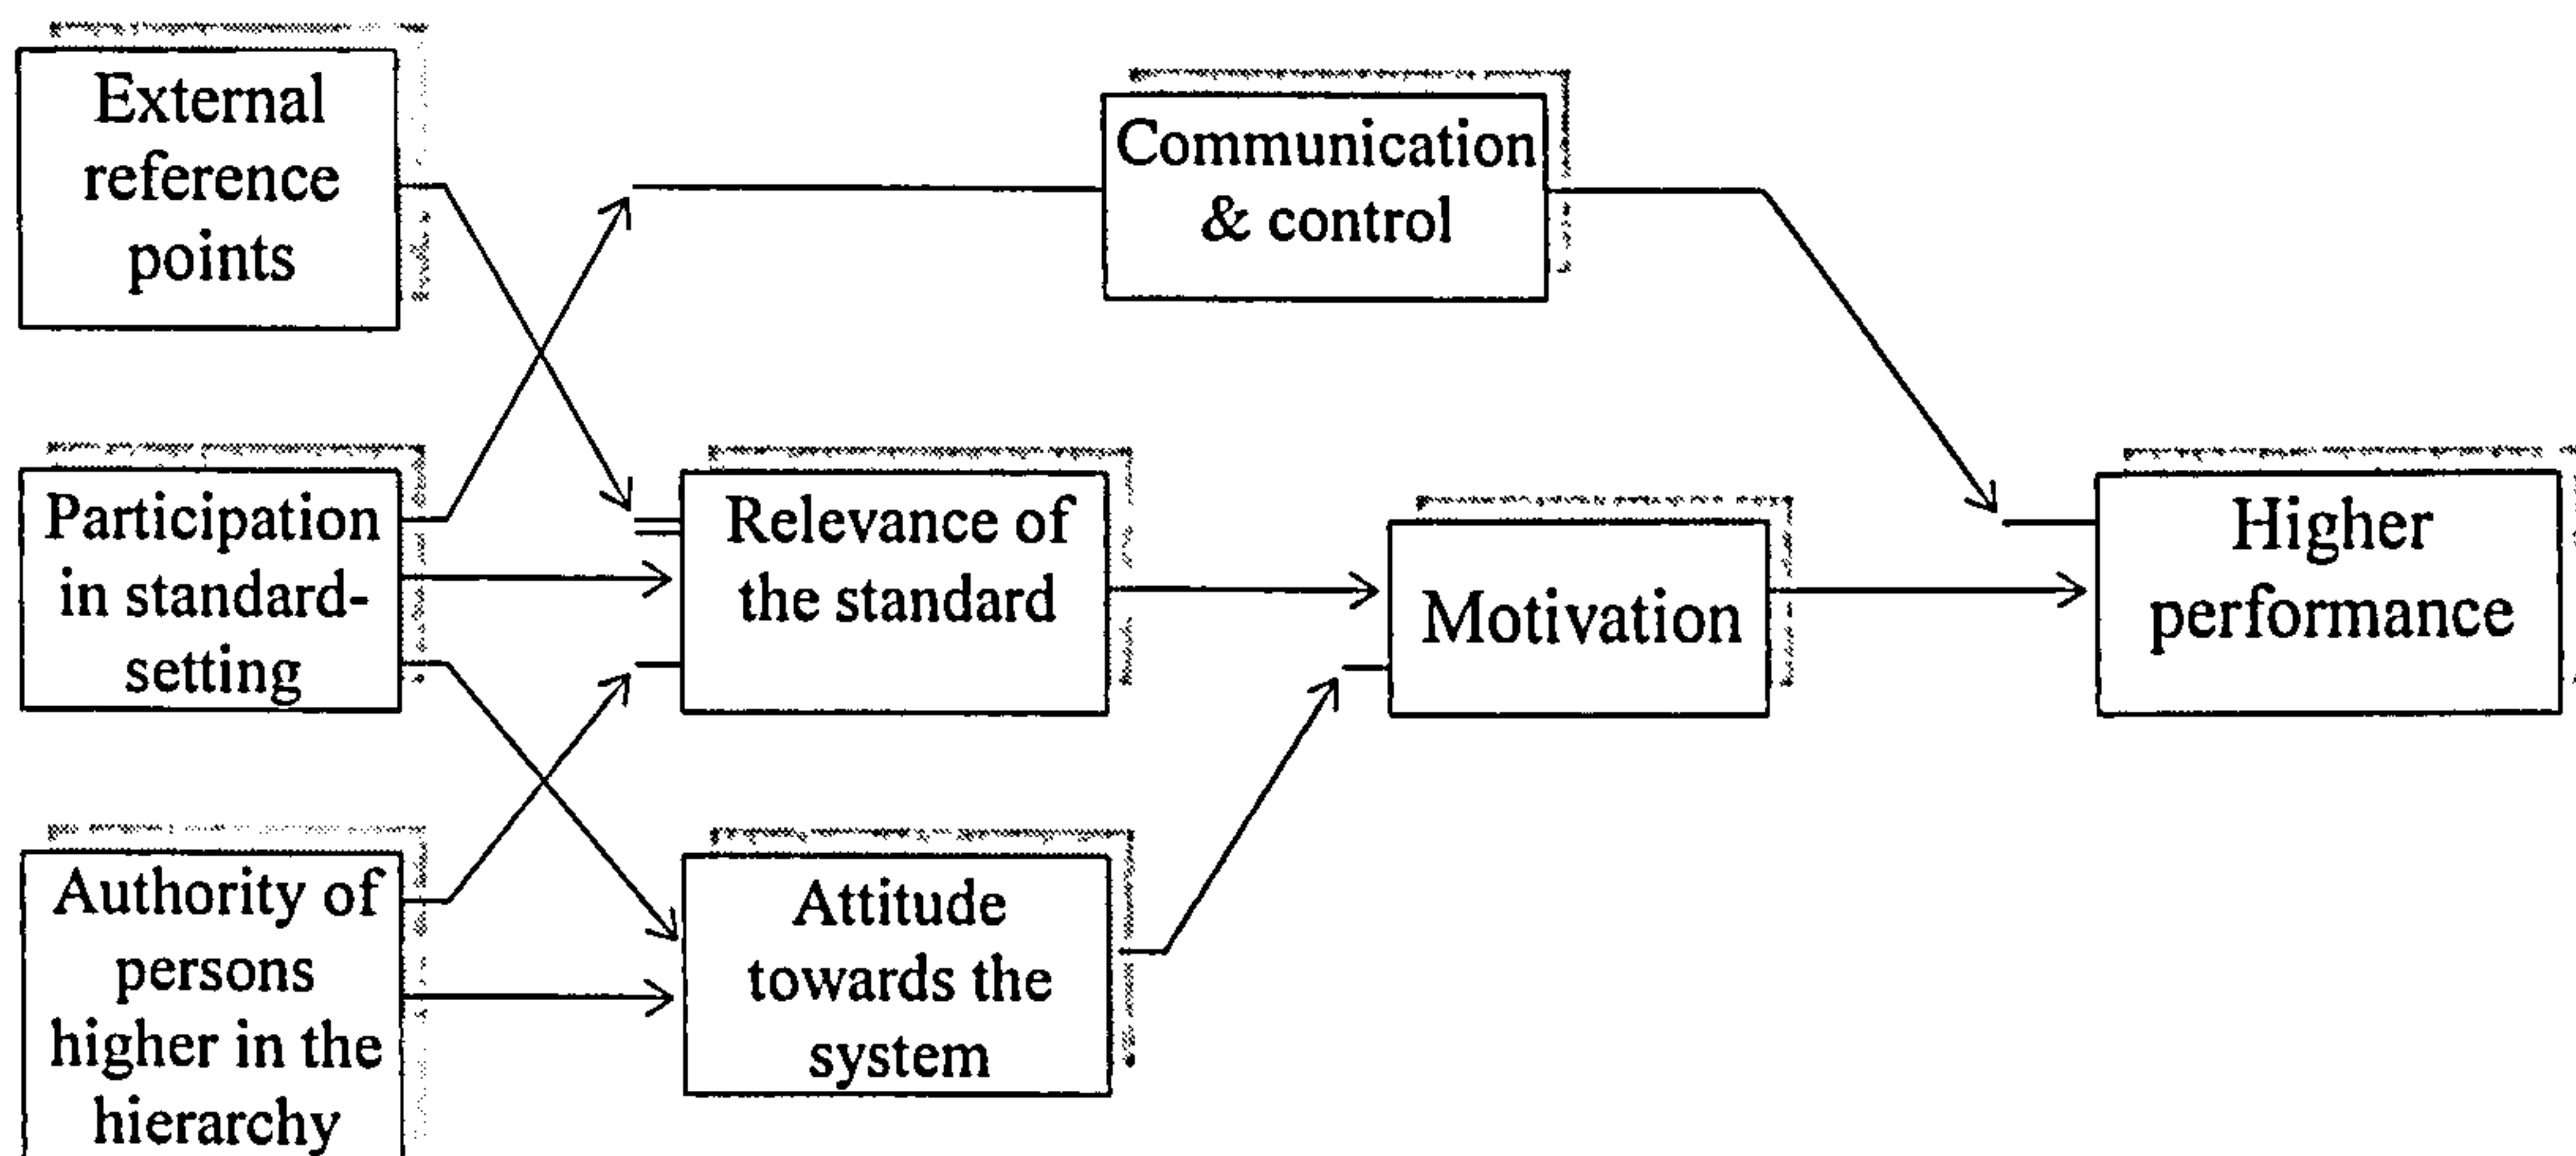 External
reference
points
Communication
& control
Participation
in standard-
setting
Relevance of
the standard
Motivation
Higher
performance
Authority of
persons
higher in the
hierarchy
Attitude
towards the
system